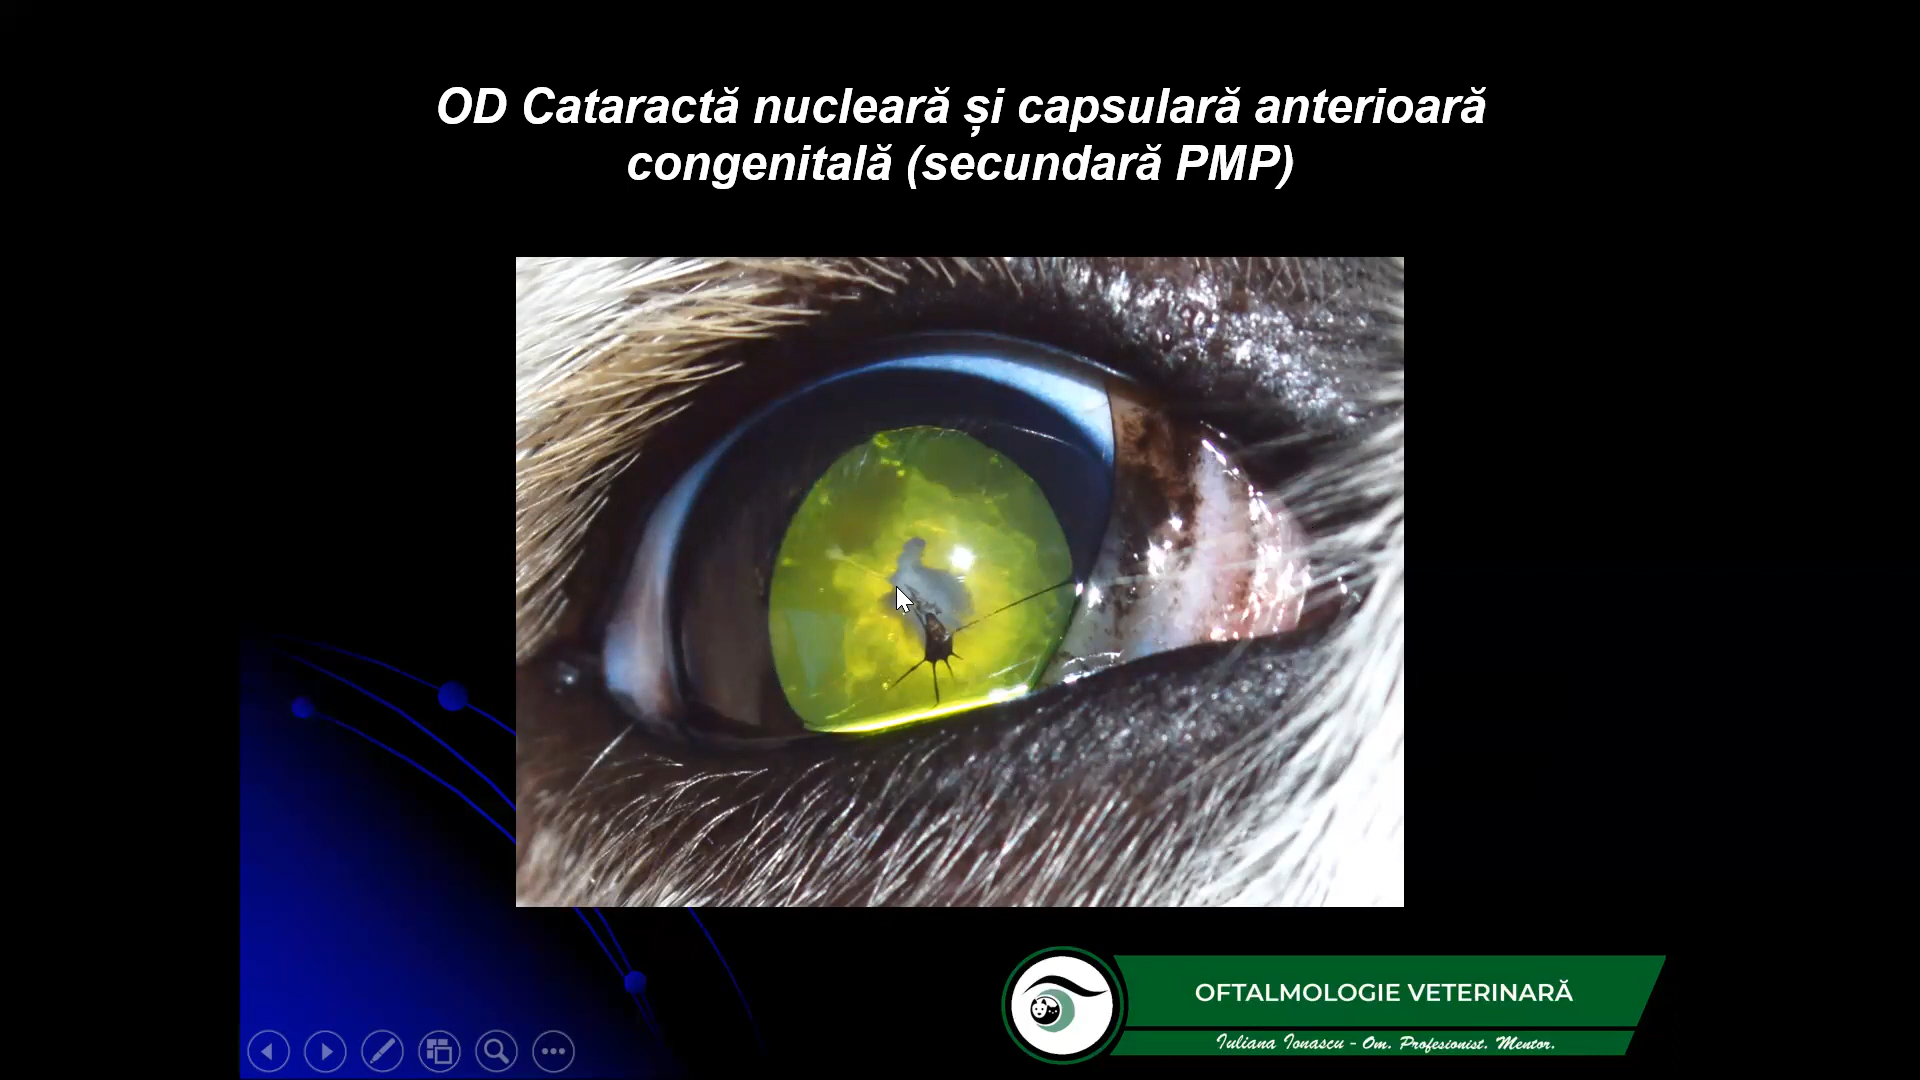 OD Cataractă nucleară și capsulară anterioară
congenitală (secundară PMP)
OFTALMOLOGIE VETERINARĂ
Iuliana Ionascu - Om. Profesionist. Mentor.